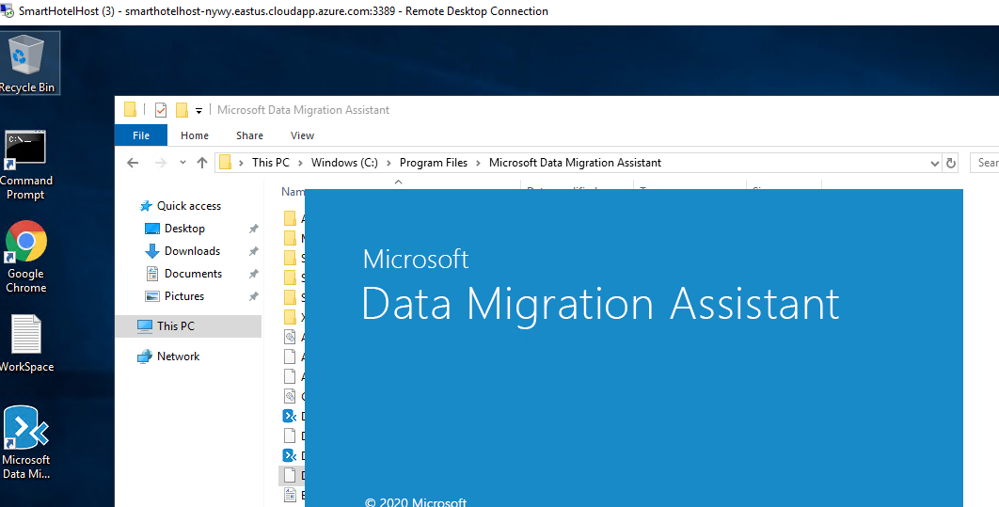 SmartHotelHost (3) - smarthotelhost-nywy.eastus.cloudapp.azure.com:3389 - Remote Desktop Connection
Recycle Bin
Command
Prompt
Google
Chrome
WorkSpace
Microsoft
Data Mi...
Microsoft Data Migration Assistant
File Home Share View
This PC > Windows (C:) > Program Files > Microsoft Data Migration Assistant
Quick access
Desktop
Downloads
Documents
Pictures
This PC
Network
Microsoft
Data Migration Assistant
© 2020 Microsoft